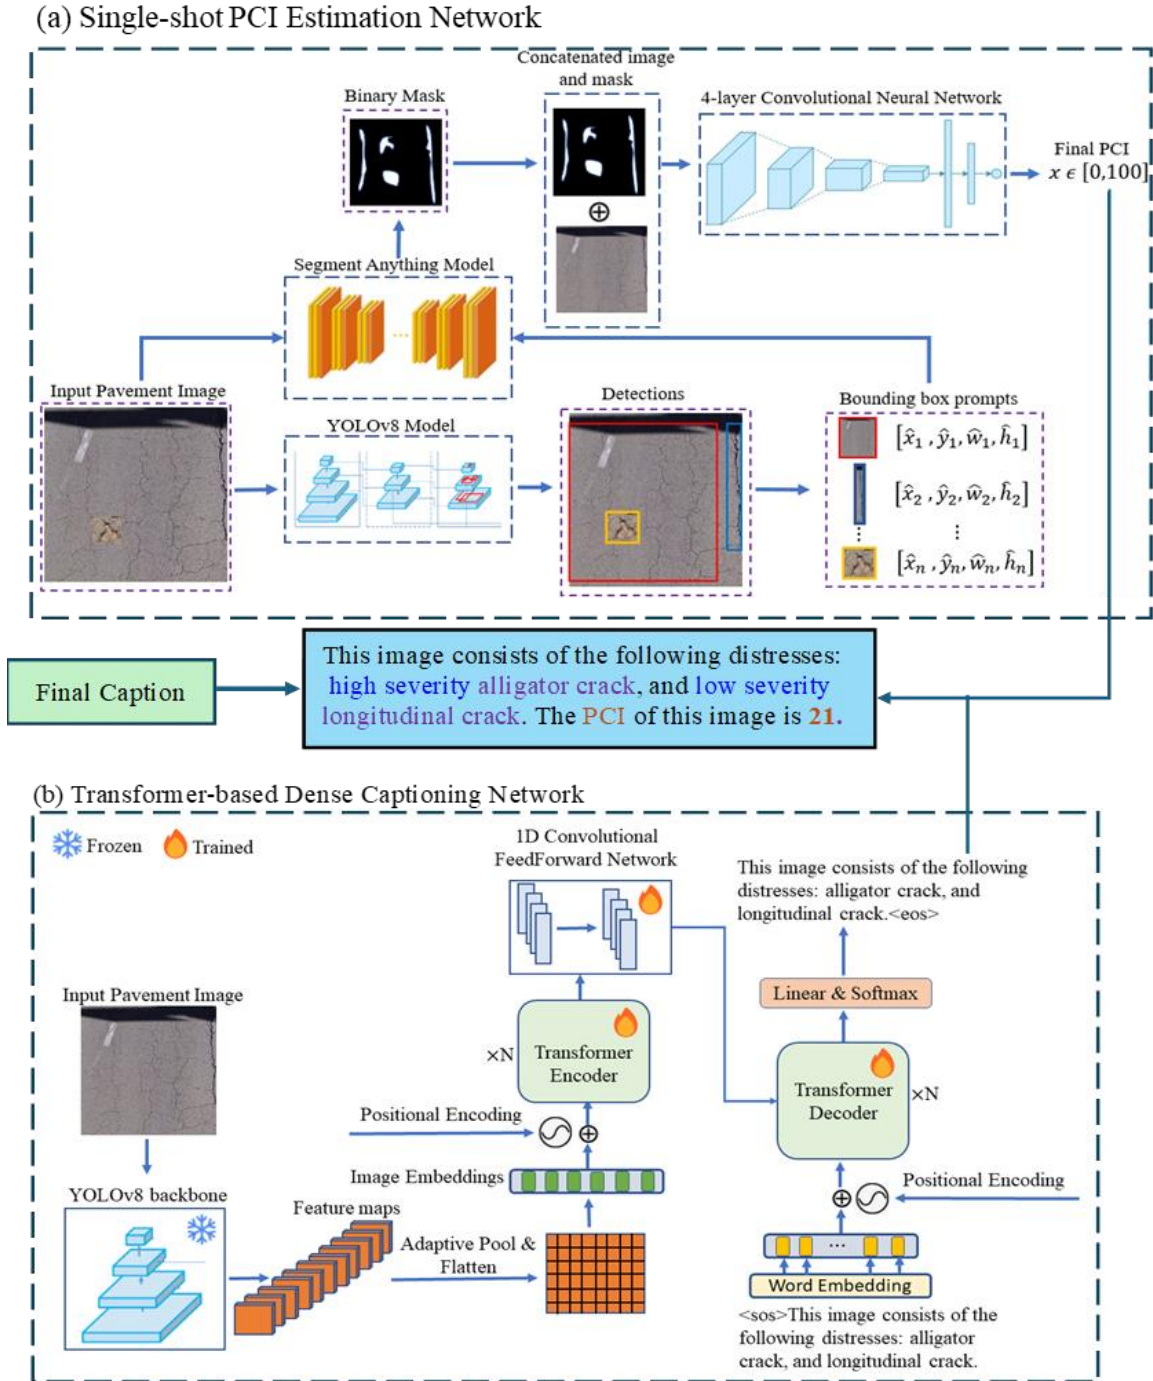 (a) Single-shot PCI Estimation Network
Concatenated image
and mask
Binary Mask
4-layer Convolutional Neural Network
Final PCI
x ϵ [0,100]
Segment Anything Model
...
Input Pavement Image
YOLOv8 Model
Detections
Bounding box prompts
[x̂₁ , ŷ₁, ŵ₁, ĥ₁]
[x̂₂ , ŷ₂, ŵ₂, ĥ₂]
⋮
[x̂ₙ , ŷₙ, ŵₙ, ĥₙ]
Final Caption
This image consists of the following distresses:
high severity alligator crack, and low severity
longitudinal crack. The PCI of this image is 21.
(b) Transformer-based Dense Captioning Network
Frozen
Trained
1D Convolutional
FeedForward Network
This image consists of the following
distresses: alligator crack, and
longitudinal crack.<eos>
Linear & Softmax
Input Pavement Image
×N
Transformer
Encoder
Transformer
Decoder
×N
Positional Encoding
Image Embeddings
Positional Encoding
YOLOv8 backbone
Feature maps
Adaptive Pool &
Flatten
...
Word Embedding
<sos>This image consists of the
following distresses: alligator
crack, and longitudinal crack.